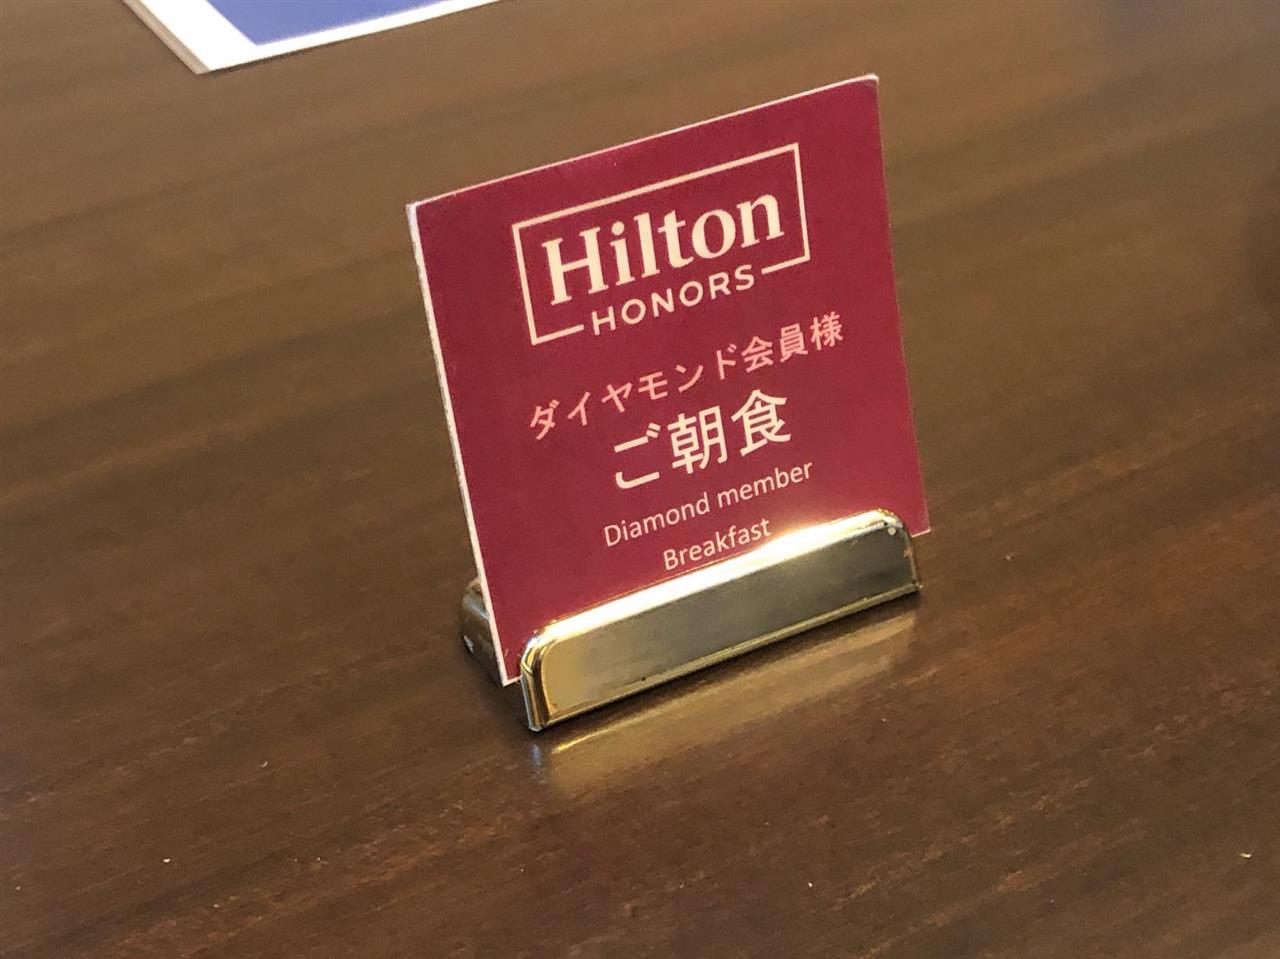 Hilton
HONORS
ダイヤモンド会員様
ご朝食
Diamond member
Breakfast